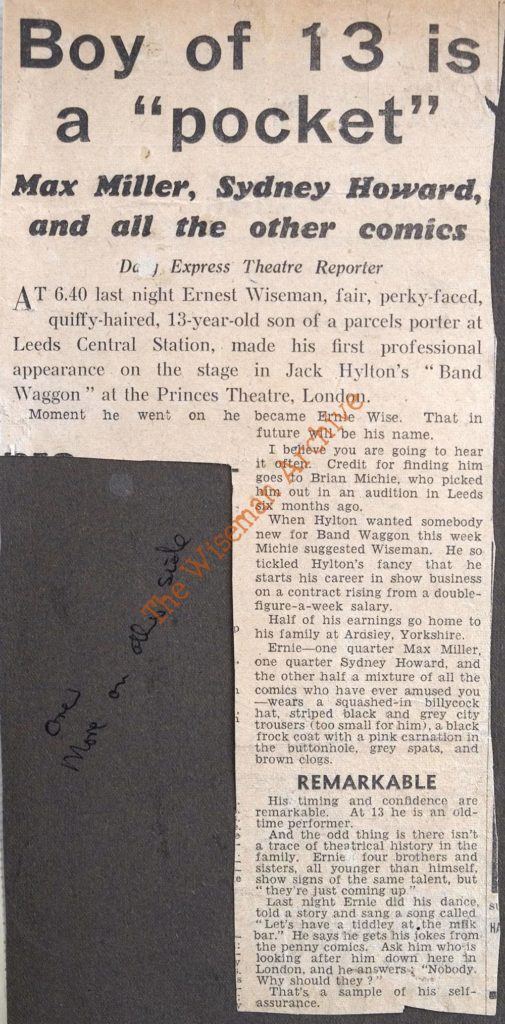 Boy of 13 is
a “pocket”
Max Miller, Sydney Howard,
and all the other comics
Da Express Theatre Reporter
AT 6.40 last night Ernest Wiseman, fair, perky-faced,
quiffy-haired, 13-year-old son of a parcels porter at
Leeds Central Station, made his first professional
appearance on the stage in Jack Hylton's “Band
Waggon” at the Princes Theatre, London.
Moment he went on he became Ernie Wise. That in
future will be his name.
I believe you are going to hear
it often. Credit for finding him
goes to Brian Michie, who picked
him out in an audition in Leeds
six months ago.
When Hylton wanted somebody
new for Band Waggon this week
Michie suggested Wiseman. He so
tickled Hylton's fancy that he
starts his career in show business
on a contract rising from a double-
figure-a-week salary.
Half of his earnings go home to
his family at Ardsley, Yorkshire.
Ernie—one quarter Max Miller,
one quarter Sydney Howard, and
the other half a mixture of all the
comics who have ever amused you
—wears a squashed-in billycock
hat, striped black and grey city
trousers (too small for him), a black
frock coat with a pink carnation in
the buttonhole, grey spats, and
brown clogs.
REMARKABLE
His timing and confidence are
remarkable. At 13 he is an old-
time performer.
And the odd thing is there isn't
a trace of theatrical history in the
family. Ernie four brothers and
sisters, all younger than himself,
show signs of the same talent, but
“they're just coming up”
Last night Ernie did his dance,
told a story and sang a song called
“Let's have a tiddley at the milk
bar.” He says he gets his jokes from
the penny comics. Ask him who is
looking after him down here in
London, and he answers: “Nobody.
Why should they?”
That's a sample of his self-
assurance.
One
More on other side
The Wiseman Archive